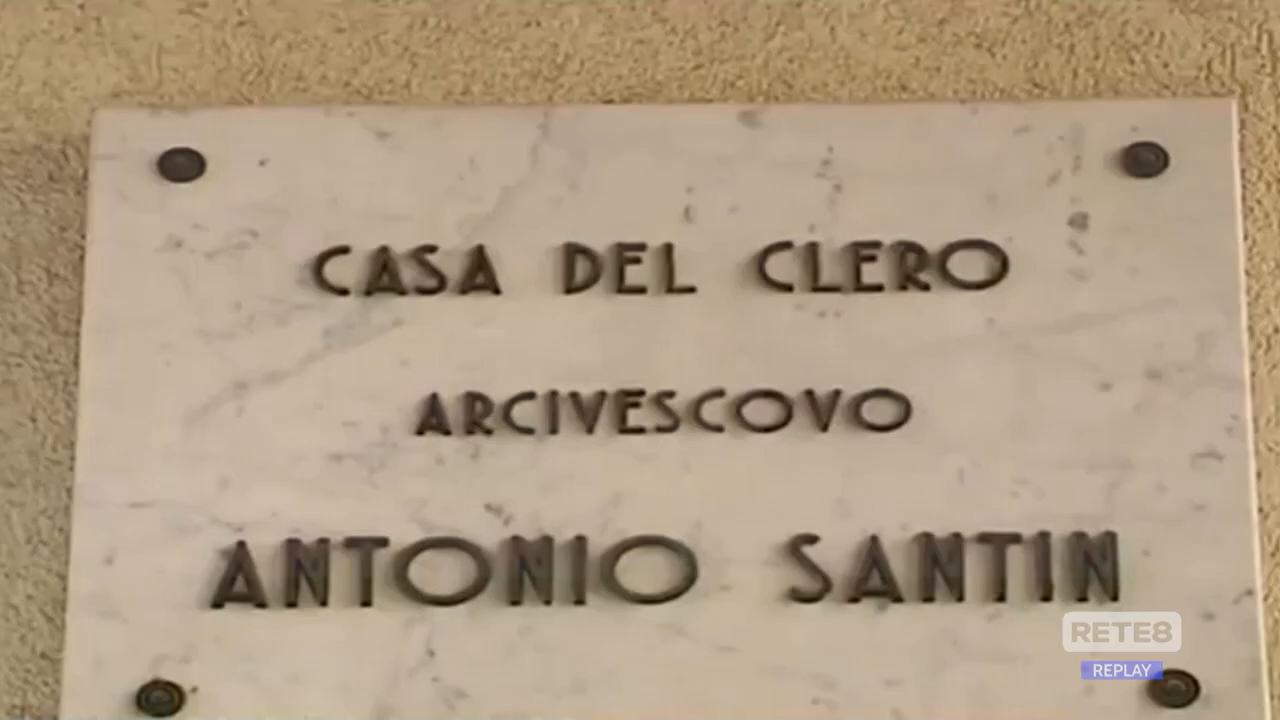 CASA DEL CLERO
ARCIVESCOVO
ANTONIO SANTIN
RETE8
REPLAY